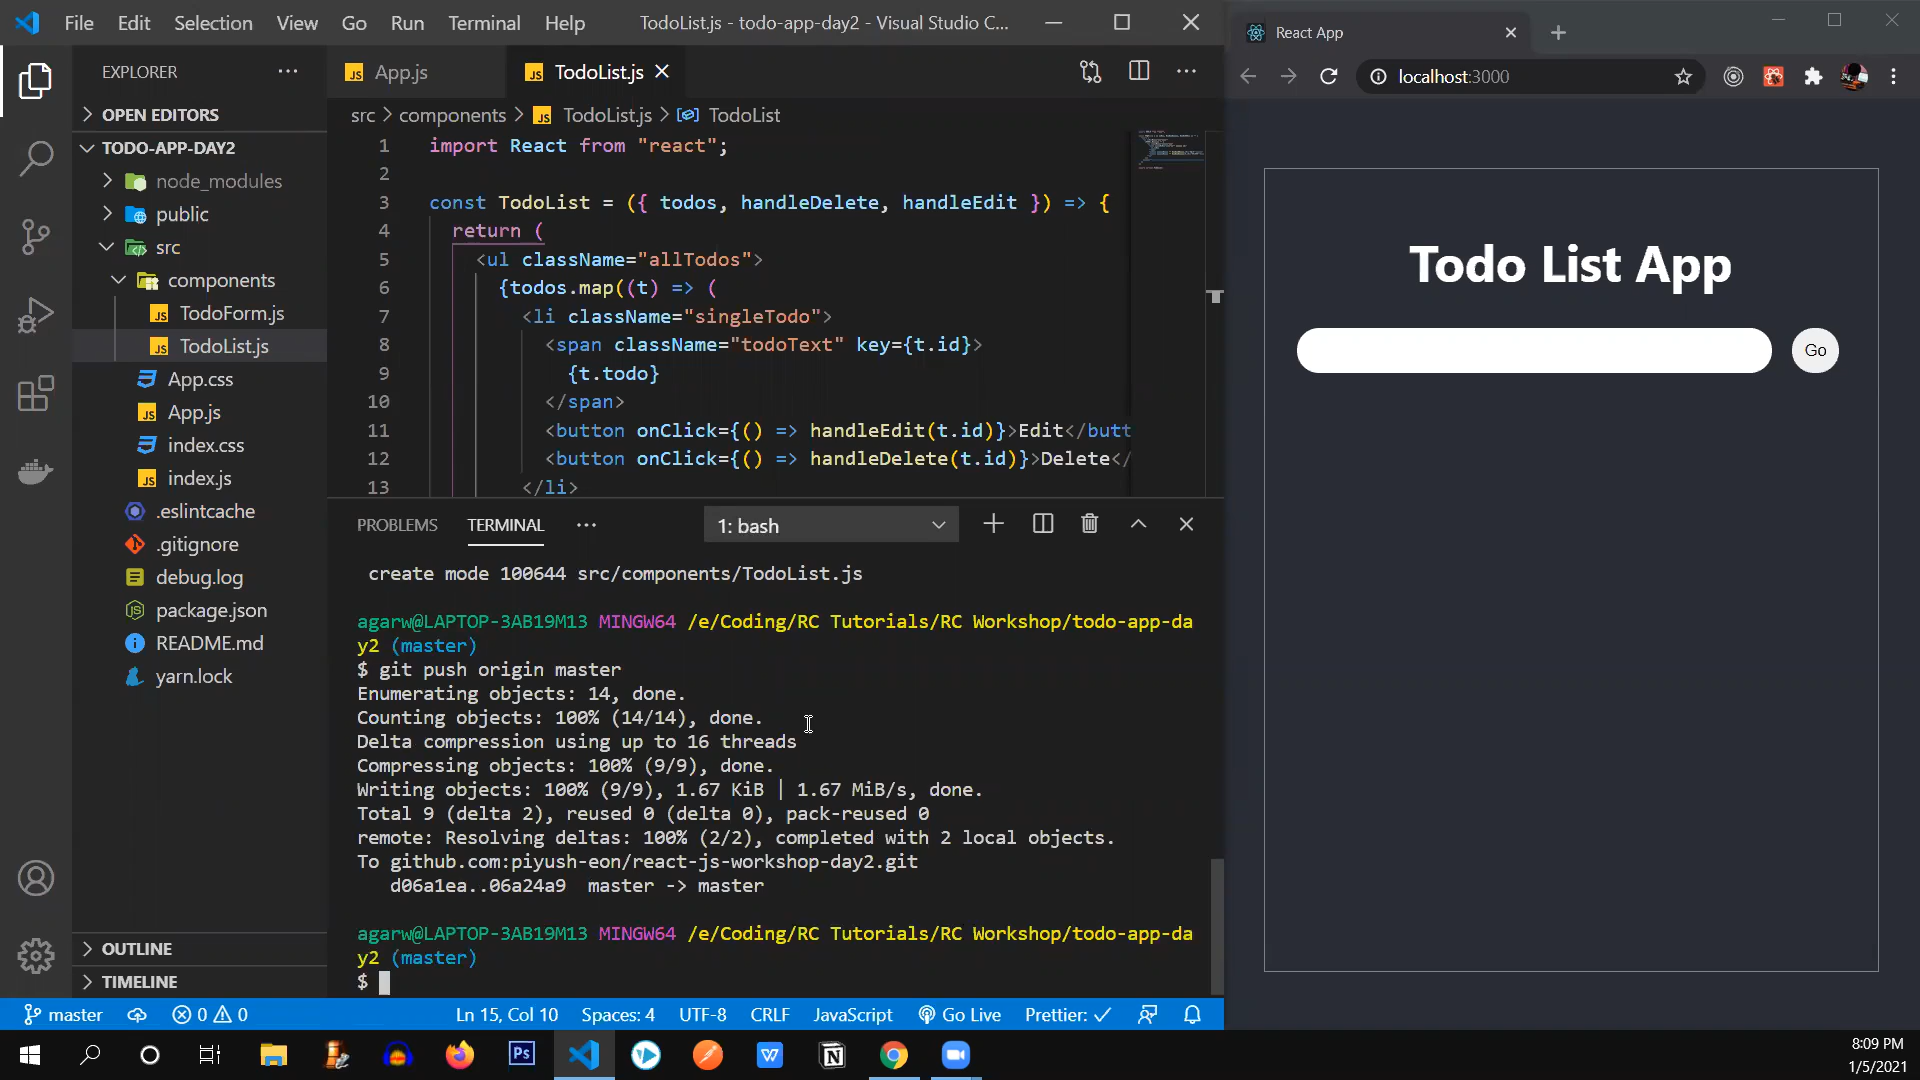 File Edit Selection View Go Run Terminal Help TodoList.js - todo-app-day2 - Visual Studio C...
EXPLORER
OPEN EDITORS
TODO-APP-DAY2
node_modules
public
src
components
TodoForm.js
TodoList.js
App.css
App.js
index.css
index.js
.eslintcache
.gitignore
debug.log
package.json
README.md
yarn.lock
OUTLINE
TIMELINE
App.js TodoList.js
src > components > TodoList.js > TodoList
1 import React from "react";
2
3 const TodoList = ({ todos, handleDelete, handleEdit }) => {
4 return (
5 <ul className="allTodos">
6 {todos.map((t) => (
7 <li className="singleTodo">
8 <span className="todoText" key={t.id}>
9 {t.todo}
10 </span>
11 <button onClick={() => handleEdit(t.id)}>Edit</butt
12 <button onClick={() => handleDelete(t.id)}>Delete</
13 </li>
PROBLEMS TERMINAL 1: bash
create mode 100644 src/components/TodoList.js
agarw@LAPTOP-3AB19M13 MINGW64 /e/Coding/RC Tutorials/RC Workshop/todo-app-da
y2 (master)
$ git push origin master
Enumerating objects: 14, done.
Counting objects: 100% (14/14), done.
Delta compression using up to 16 threads
Compressing objects: 100% (9/9), done.
Writing objects: 100% (9/9), 1.67 KiB | 1.67 MiB/s, done.
Total 9 (delta 2), reused 0 (delta 0), pack-reused 0
remote: Resolving deltas: 100% (2/2), completed with 2 local objects.
To github.com:piyush-eon/react-js-workshop-day2.git
d06a1ea..06a24a9 master -> master
agarw@LAPTOP-3AB19M13 MINGW64 /e/Coding/RC Tutorials/RC Workshop/todo-app-da
y2 (master)
$
master 0 0 Ln 15, Col 10 Spaces: 4 UTF-8 CRLF JavaScript Go Live Prettier: ✓
React App
localhost:3000
Todo List App
Go
Ps
W
N
8:09 PM
1/5/2021